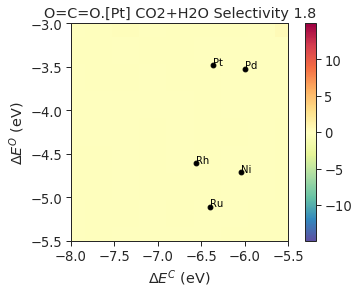 O=C=O.[Pt] CO2+H2O Selectivity 1.8
−3.0
−3.5
−4.0
−4.5
−5.0
−5.5
ΔE^O (eV)
Pt
Pd
Rh
Ni
Ru
−8.0 −7.5 −7.0 −6.5 −6.0 −5.5
ΔE^C (eV)
10
5
0
−5
−10